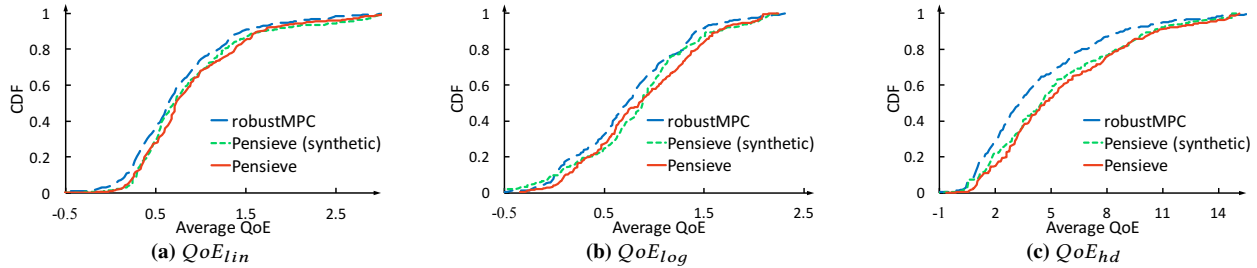 CDF
1
0.8
0.6
0.4
0.2
0
-0.5 0.5 1.5 2.5
Average QoE
robustMPC
Pensieve (synthetic)
Pensieve
(a) QoE_lin
CDF
1
0.8
0.6
0.4
0.2
0
-0.5 0.5 1.5 2.5
Average QoE
robustMPC
Pensieve (synthetic)
Pensieve
(b) QoE_log
CDF
1
0.8
0.6
0.4
0.2
0
-1 2 5 8 11 14
Average QoE
robustMPC
Pensieve (synthetic)
Pensieve
(c) QoE_hd